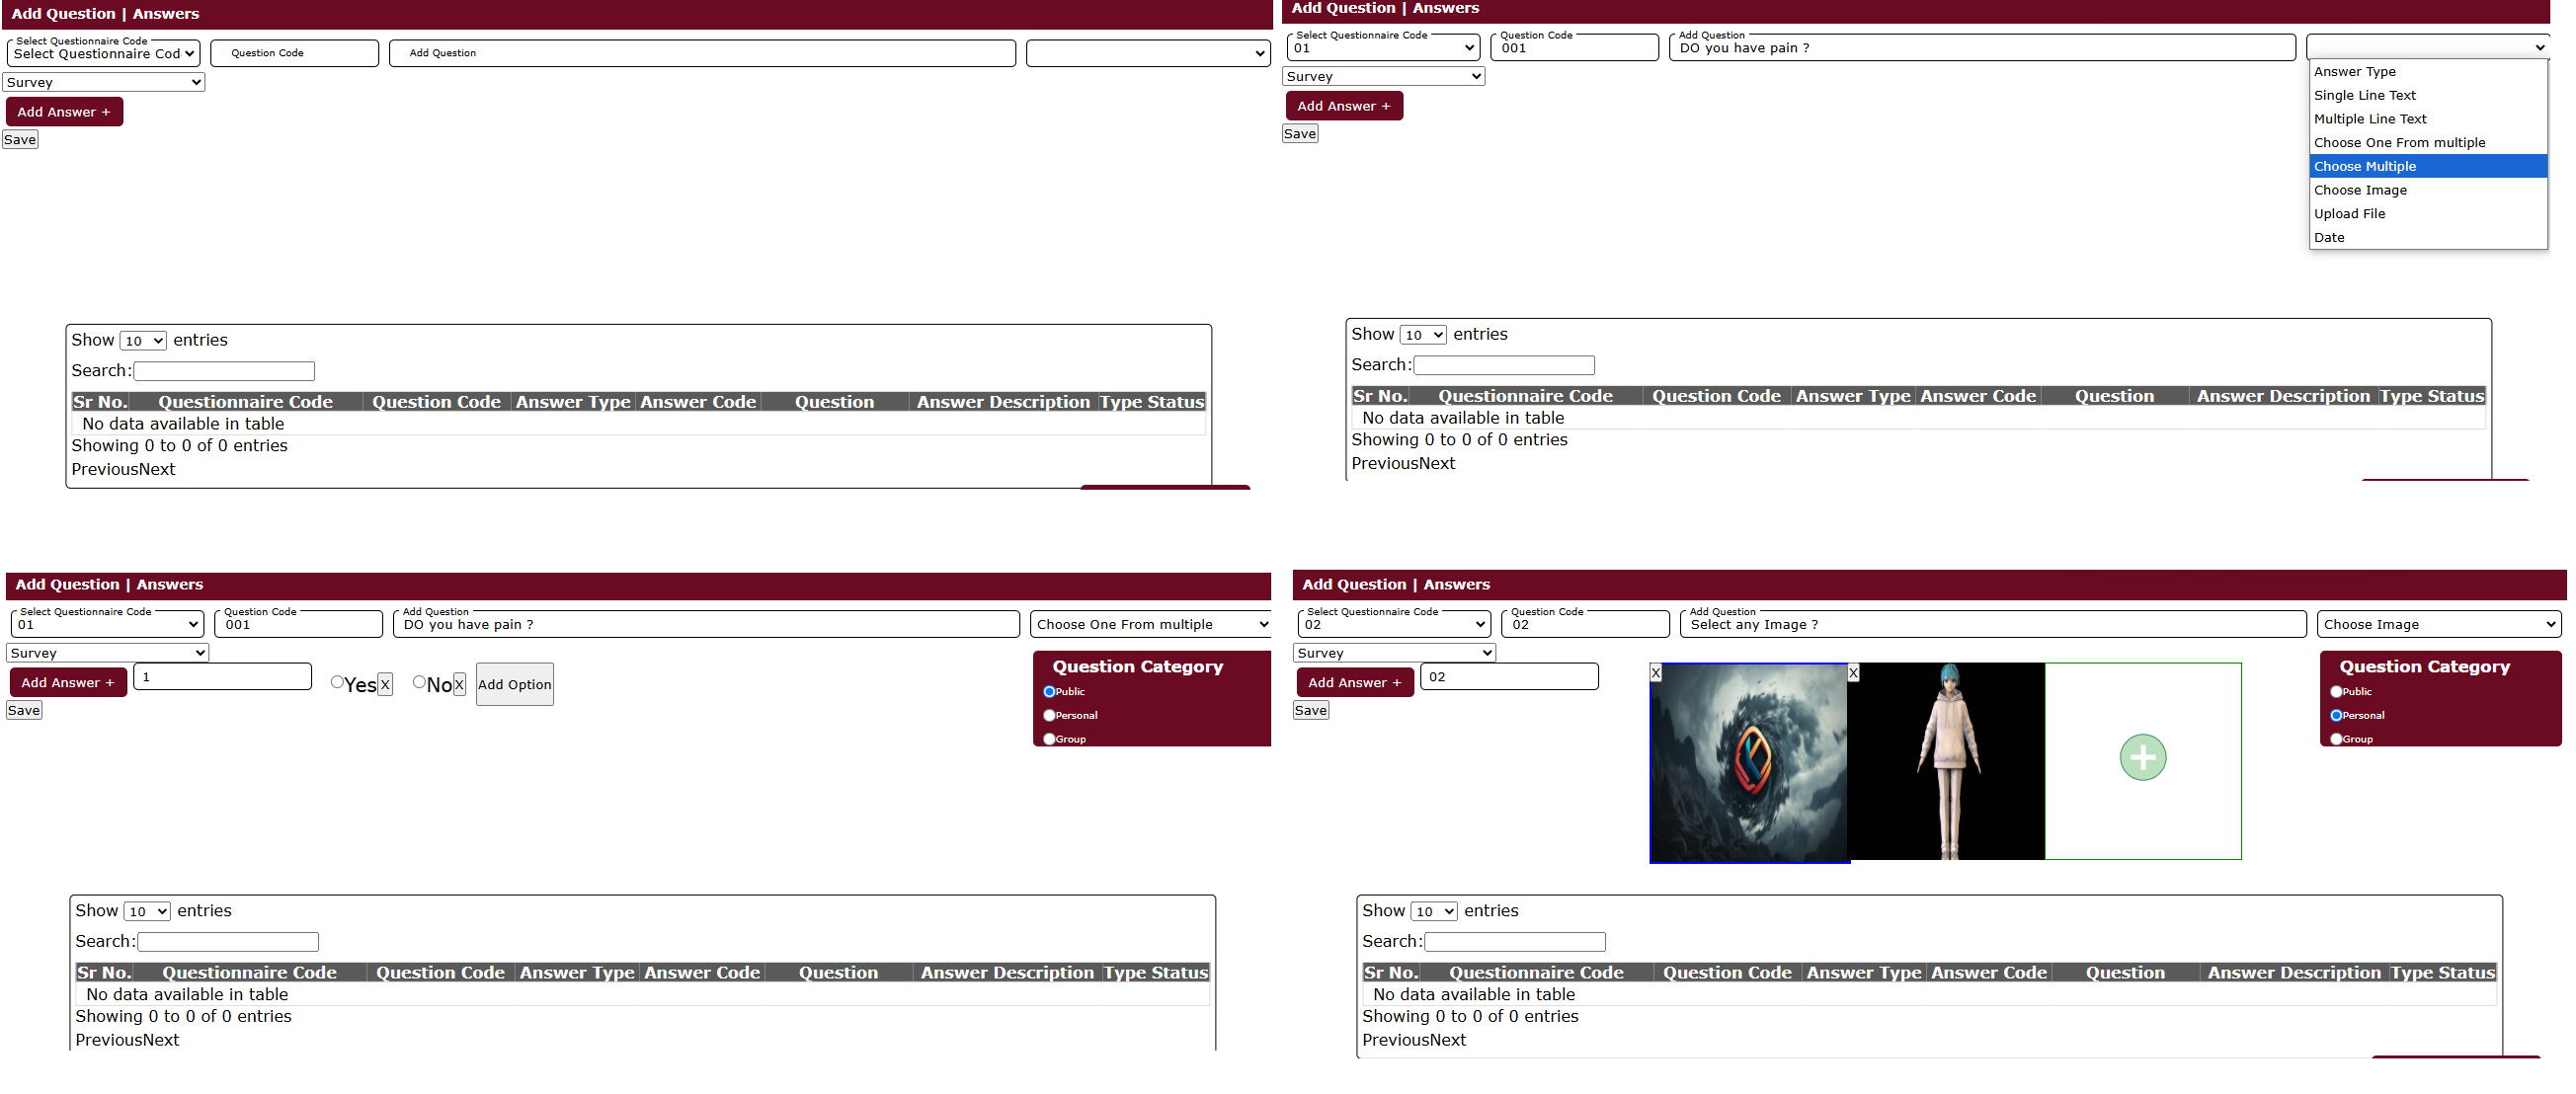 Add Question | Answers
Select Questionnaire Code
Select Questionnaire Cod Question Code Add Question
Survey
Add Answer +
Save
Show 10 entries
Search:
Sr No. Questionnaire Code Question Code Answer Type Answer Code Question Answer Description Type Status
No data available in table
Showing 0 to 0 of 0 entries
PreviousNext
Add Question | Answers
Select Questionnaire Code Question Code Add Question
01 001 DO you have pain ?
Survey
Add Answer +
Save
Answer Type
Single Line Text
Multiple Line Text
Choose One From multiple
Choose Multiple
Choose Image
Upload File
Date
Show 10 entries
Search:
Sr No. Questionnaire Code Question Code Answer Type Answer Code Question Answer Description Type Status
No data available in table
Showing 0 to 0 of 0 entries
PreviousNext
Add Question | Answers
Select Questionnaire Code Question Code Add Question
01 001 DO you have pain ? Choose One From multiple
Survey
Add Answer + 1 Yes X No X Add Option
Save
Question Category
Public
Personal
Group
Show 10 entries
Search:
Sr No. Questionnaire Code Question Code Answer Type Answer Code Question Answer Description Type Status
No data available in table
Showing 0 to 0 of 0 entries
PreviousNext
Add Question | Answers
Select Questionnaire Code Question Code Add Question
02 02 Select any Image ? Choose Image
Survey
Add Answer + 02 X X
Save
Question Category
Public
Personal
Group
Show 10 entries
Search:
Sr No. Questionnaire Code Question Code Answer Type Answer Code Question Answer Description Type Status
No data available in table
Showing 0 to 0 of 0 entries
PreviousNext